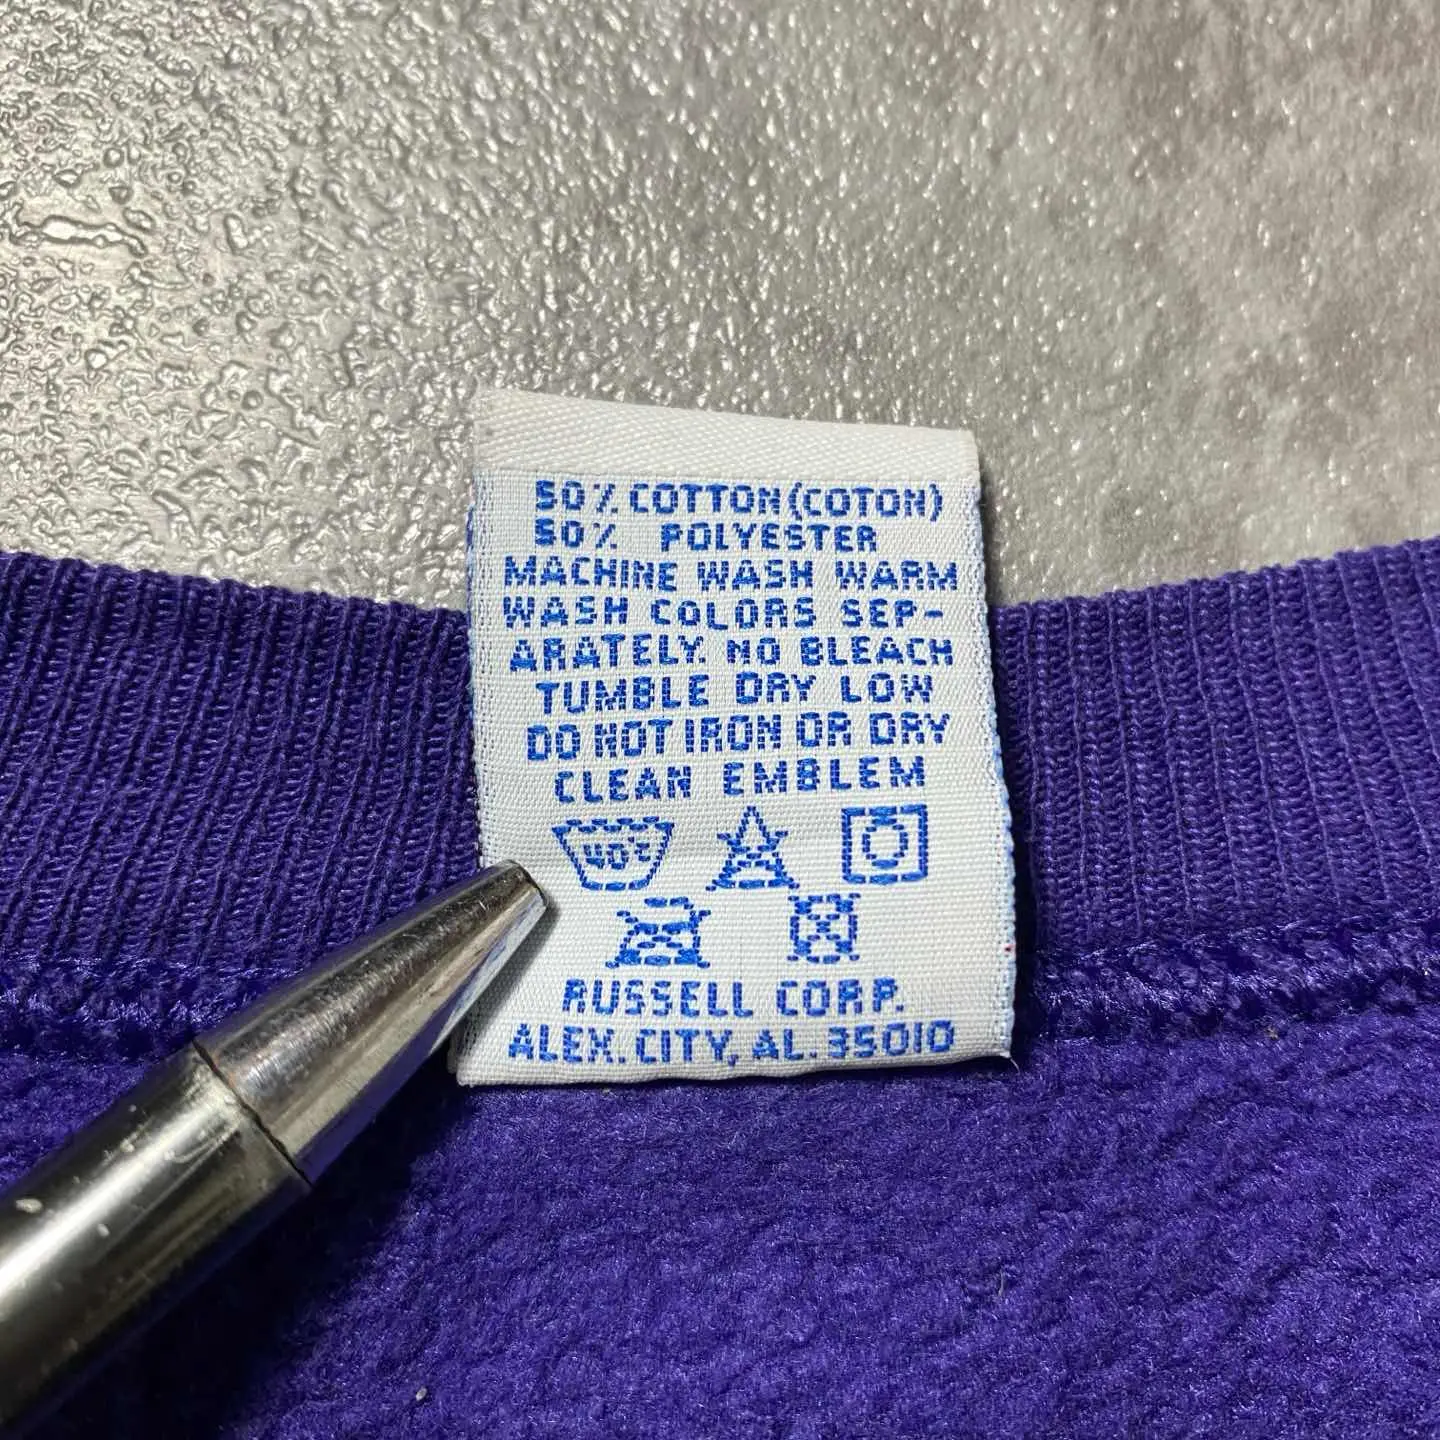 50% COTTON (COTON)
50% POLYESTER
MACHINE WASH WARM
WASH COLORS SEP-
ARATELY. NO BLEACH
TUMBLE DRY LOW
DO NOT IRON OR DRY
CLEAN EMBLEM
40°C
RUSSELL CORP.
ALEX. CITY, AL. 35010